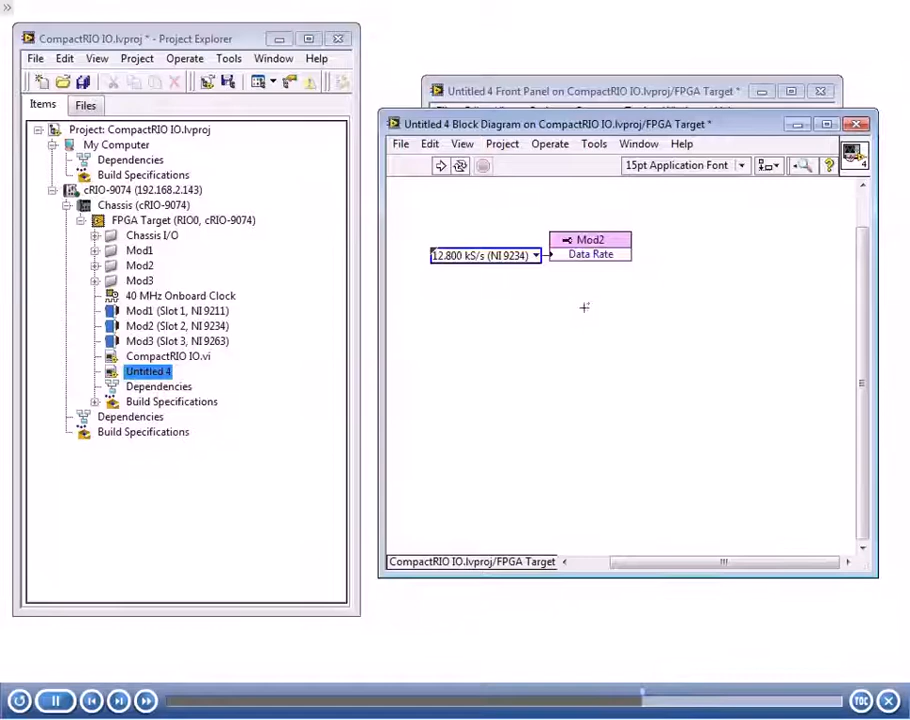 CompactRIO IO.lvproj * - Project Explorer
File Edit View Project Operate Tools Window Help
Items Files
Project: CompactRIO IO.lvproj
My Computer
Dependencies
Build Specifications
cRIO-9074 (192.168.2.143)
Chassis (cRIO-9074)
FPGA Target (RIO0, cRIO-9074)
Chassis I/O
Mod1
Mod2
Mod3
40 MHz Onboard Clock
Mod1 (Slot 1, NI 9211)
Mod2 (Slot 2, NI 9234)
Mod3 (Slot 3, NI 9263)
CompactRIO IO.vi
Untitled 4
Dependencies
Build Specifications
Dependencies
Build Specifications
Untitled 4 Front Panel on CompactRIO IO.lvproj/FPGA Target *
Untitled 4 Block Diagram on CompactRIO IO.lvproj/FPGA Target *
File Edit View Project Operate Tools Window Help
15pt Application Font
4
Mod2
12.800 kS/s (NI 9234) Data Rate
CompactRIO IO.lvproj/FPGA Target
TOC